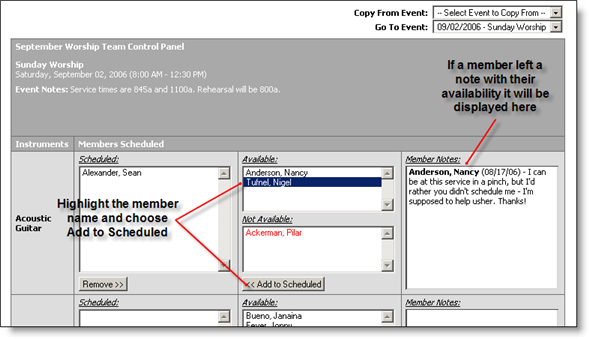 Copy From Event: -- Select Event to Copy From --
Go To Event: 09/02/2006 - Sunday Worship
September Worship Team Control Panel
Sunday Worship
Saturday, September 02, 2006 (8:00 AM - 12:30 PM)
Event Notes: Service times are 845a and 1100a. Rehearsal will be 800a.
If a member left a
note with their
availability it will be
displayed here
Instruments Members Scheduled
Acoustic
Guitar
Scheduled:
Alexander, Sean
Highlight the member
name and choose
Add to Scheduled
Remove >>
Available:
Anderson, Nancy
Tufnel, Nigel
Not Available:
Ackerman, Pilar
<< Add to Scheduled
Member Notes:
Anderson, Nancy (08/17/06) - I can
be at this service in a pinch, but I'd
prefer you didn't schedule me - I'm
supposed to help usher. Thanks!
Scheduled:
Available:
Bueno, Janaina
Member Notes: